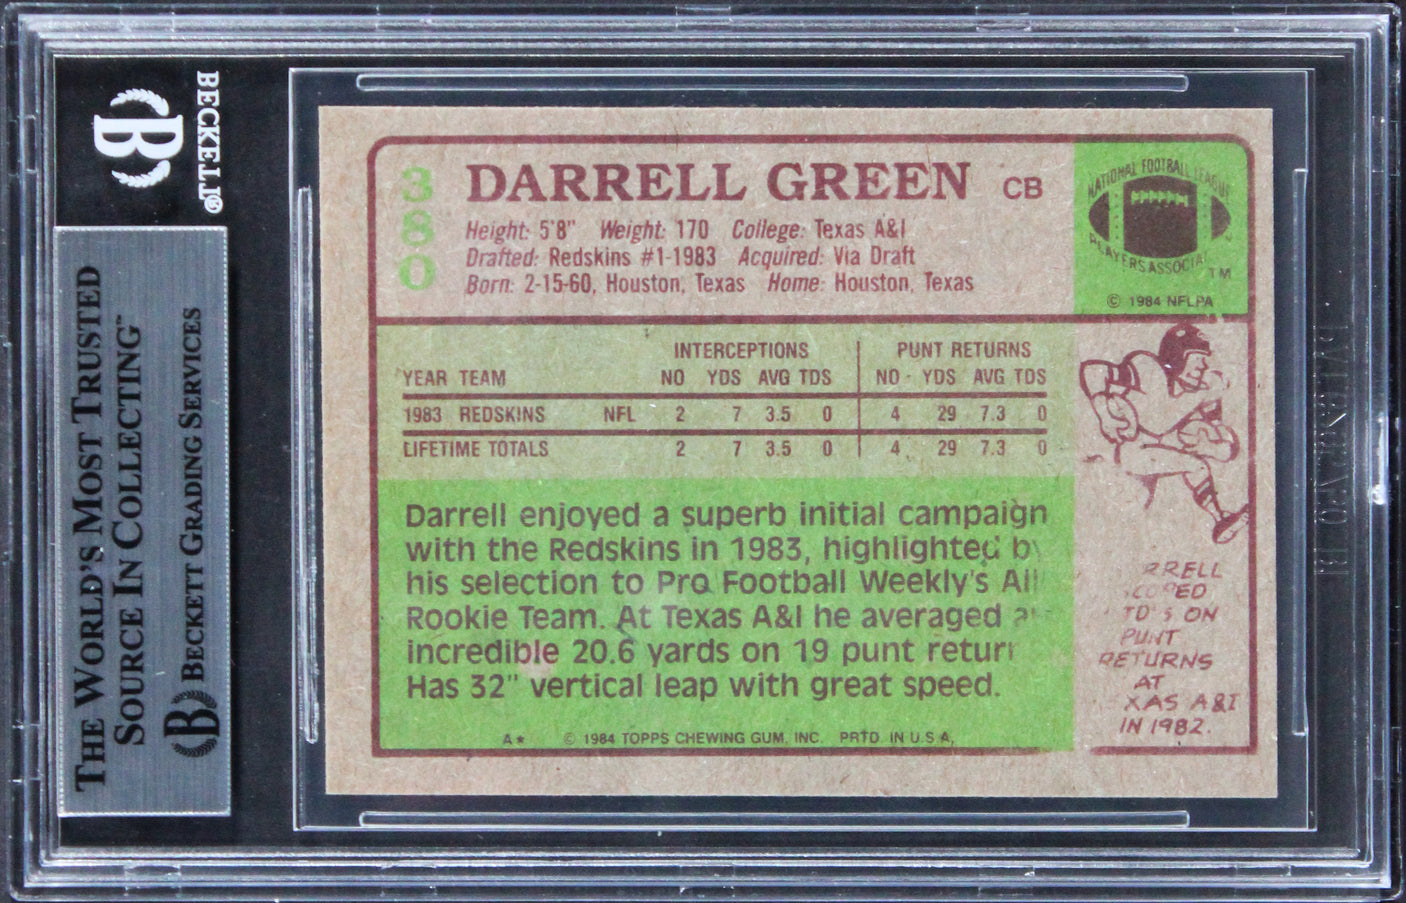 BECKETT®
THE WORLD'S MOST TRUSTED
SOURCE IN COLLECTING™
BECKETT GRADING SERVICES
380
DARRELL GREEN CB
Height: 5'8" Weight: 170 College: Texas A&I
Drafted: Redskins #1-1983 Acquired: Via Draft
Born: 2-15-60, Houston, Texas Home: Houston, Texas
NATIONAL FOOTBALL LEAGUE
PLAYERS ASSOCIA
TM
© 1984 NFLPA
INTERCEPTIONS PUNT RETURNS
YEAR TEAM NO YDS AVG TDS NO YDS AVG TDS
1983 REDSKINS NFL 2 7 3.5 0 4 29 7.3 0
LIFETIME TOTALS 2 7 3.5 0 4 29 7.3 0
Darrell enjoyed a superb initial campaign
with the Redskins in 1983, highlighted by
his selection to Pro Football Weekly's All
Rookie Team. At Texas A&I he averaged
incredible 20.6 yards on 19 punt return
Has 32" vertical leap with great speed.
A* © 1984 TOPPS CHEWING GUM, INC. PRTD. IN U.S.A.
RRELL
CORED
TD'S ON
PUNT
RETURNS
AT
XAS A&I
IN 1982.